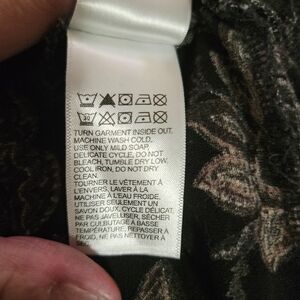 TURN GARMENT INSIDE OUT,
MACHINE WASH COLD,
USE ONLY MILD SOAP,
DELICATE CYCLE, DO NOT
BLEACH, TUMBLE DRY LOW,
COOL IRON, DO NOT DRY
CLEAN.
TOURNER LE VÊTEMENT À
L'ENVERS, LAVER À LA
MACHINE À L'EAU FROIDE,
UTILISER SEULEMENT UN
SAVON DOUX, CYCLE DÉLICAT,
NE PAS JAVELLISER, SÉCHER
PAR CULBUTAGE À BASSE
TEMPÉRATURE, REPASSER À
FROID, NE PAS NETTOYER À